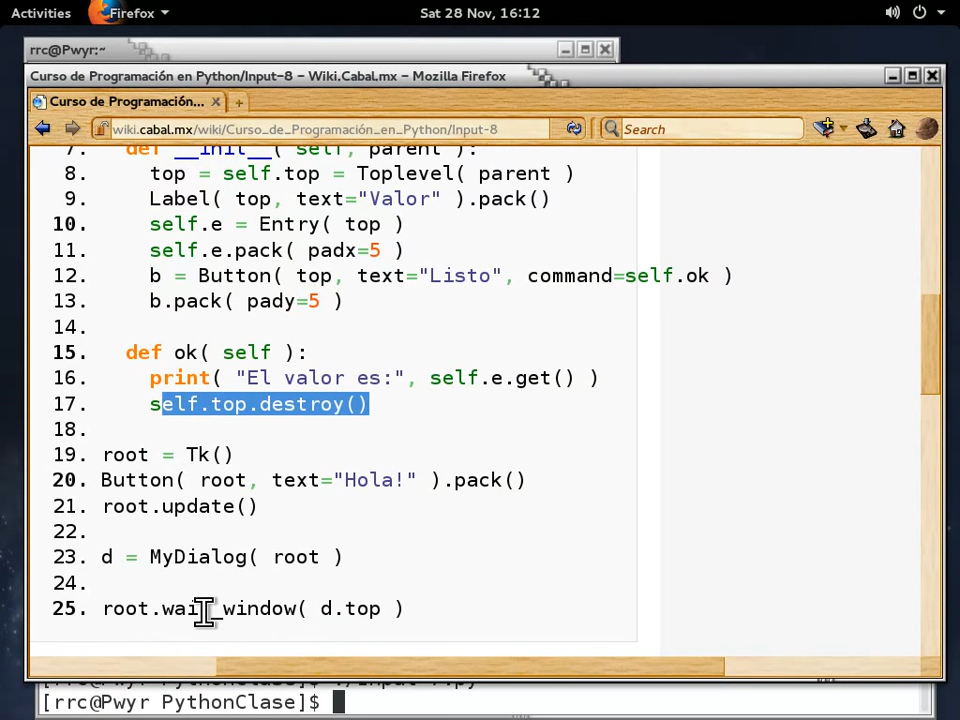 Activities Firefox Sat 28 Nov, 16:12
rrc@Pwyr:~
Curso de Programación en Python/Input-8 – Wiki.Cabal.mx – Mozilla Firefox
Curso de Programación...
wiki.cabal.mx/wiki/Curso_de_Programación_en_Python/Input-8 Search
7. def __init__( self, parent ):
8. top = self.top = Toplevel( parent )
9. Label( top, text="Valor" ).pack()
10. self.e = Entry( top )
11. self.e.pack( padx=5 )
12. b = Button( top, text="Listo", command=self.ok )
13. b.pack( pady=5 )
14.
15. def ok( self ):
16. print( "El valor es:", self.e.get() )
17. self.top.destroy()
18.
19. root = Tk()
20. Button( root, text="Hola!" ).pack()
21. root.update()
22.
23. d = MyDialog( root )
24.
25. root.wait_window( d.top )
[rrc@Pwyr PythonClase]$